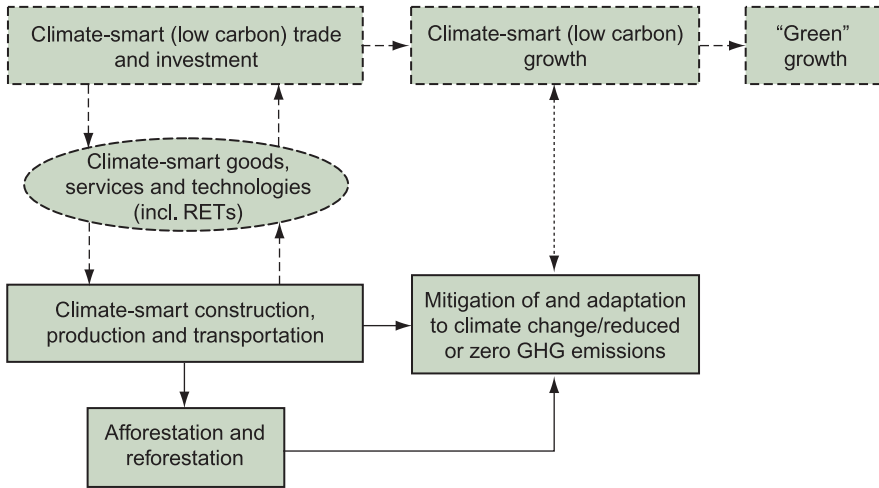 Climate-smart (low carbon) trade
and investment
Climate-smart (low carbon)
growth
“Green”
growth
Climate-smart goods,
services and technologies
(incl. RETs)
Climate-smart construction,
production and transportation
Mitigation of and adaptation
to climate change/reduced
or zero GHG emissions
Afforestation and
reforestation